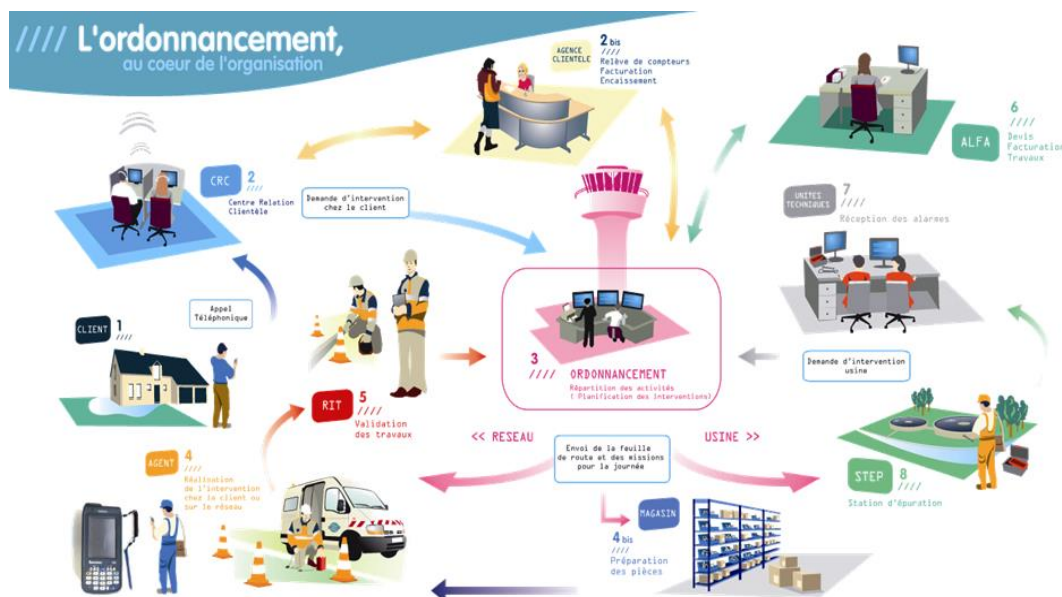 //// L'ordonnancement,
au coeur de l'organisation
AGENCE
CLIENTELE
2 bis
////
Relève de compteurs
Facturation
Encaissement
6
////
ALFA
Devis
Facturation
Travaux
CRC
2
////
Centre Relation
Clientèle
Demande d'intervention
chez le client
UNITES
TECHNIQUES
7
////
Réception des alarmes
Appel
Téléphonique
CLIENT
1
////
3
////
ORDONNANCEMENT
Répartition des activités
( Planification des interventions)
Demande d'intervention
usine
RIT
5
////
Validation
des travaux
<< RESEAU
USINE >>
Envoi de la feuille
de route et des missions
pour la journée
AGENT
4
////
Réalisation
de l'intervention
chez le client ou
sur le réseau
STEP
8
////
Station d'épuration
MAGASIN
4 bis
////
Préparation
des pièces